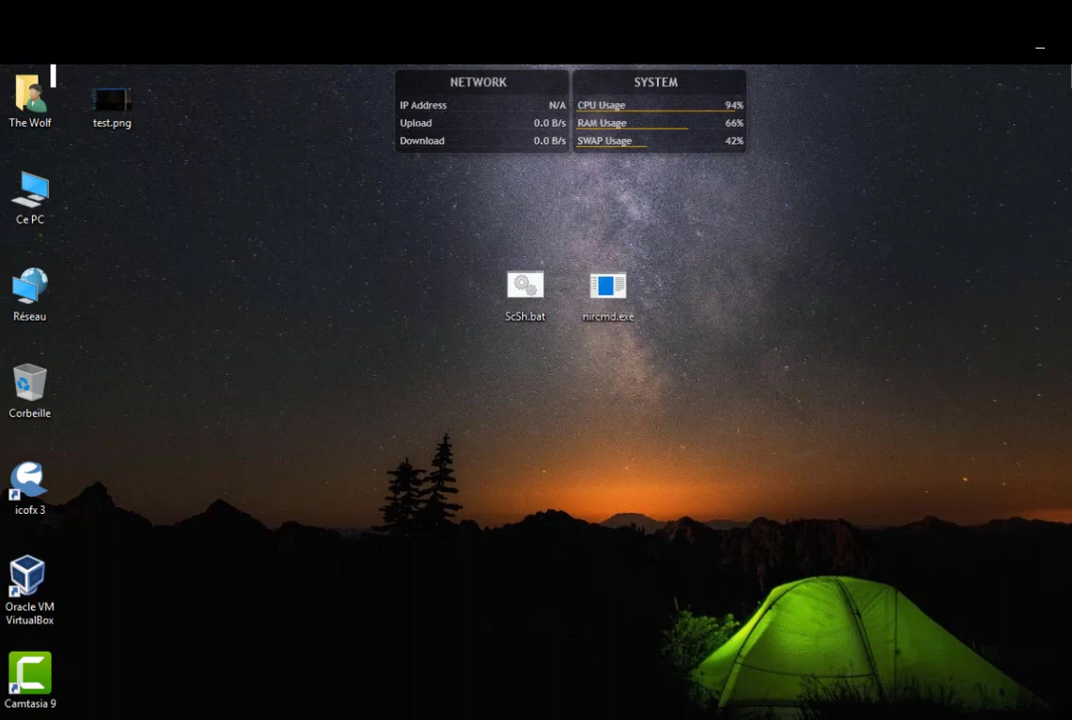 The Wolf
test.png
Ce PC
Réseau
Corbeille
icofx 3
Oracle VM
VirtualBox
Camtasia 9
NETWORK
IP Address N/A
Upload 0.0 B/s
Download 0.0 B/s
SYSTEM
CPU Usage 94%
RAM Usage 66%
SWAP Usage 42%
ScSh.bat
nircmd.exe